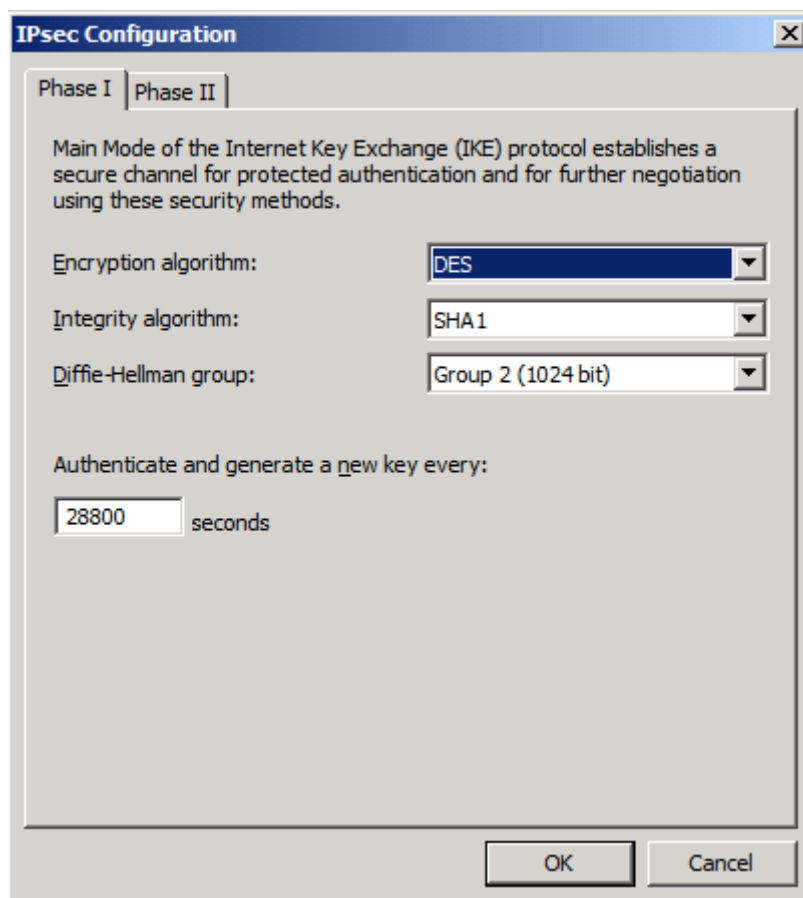 IPsec Configuration
Phase I
Phase II
Main Mode of the Internet Key Exchange (IKE) protocol establishes a
secure channel for protected authentication and for further negotiation
using these security methods.
Encryption algorithm:
DES
Integrity algorithm:
SHA1
Diffie-Hellman group:
Group 2 (1024 bit)
Authenticate and generate a new key every:
28800
seconds
OK
Cancel